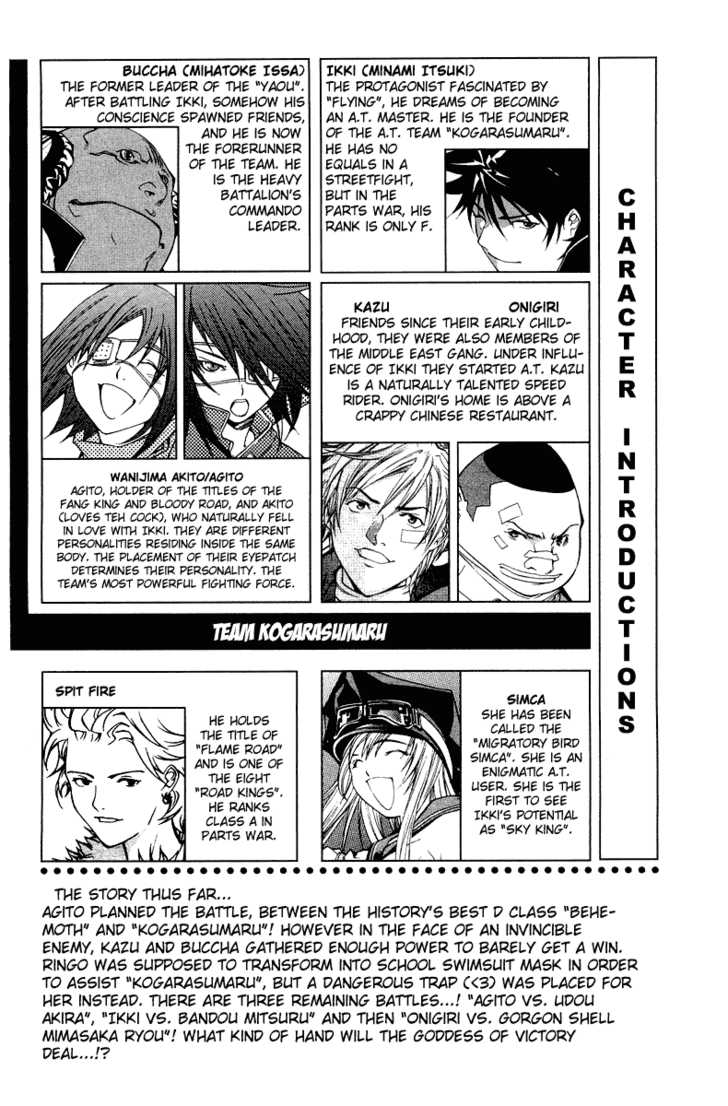 BUCCHA (MIHATOKE ISSA)
THE FORMER LEADER OF THE "YAOU".
AFTER BATTLING IKKI, SOMEHOW HIS
CONSCIENCE SPAWNED FRIENDS,
AND HE IS NOW
THE FORERUNNER
OF THE TEAM. HE
IS THE HEAVY
BATTALION'S
COMMANDO
LEADER.
IKKI (MINAMI ITSUKI)
THE PROTAGONIST FASCINATED BY
"FLYING", HE DREAMS OF BECOMING
AN A.T. MASTER. HE IS THE FOUNDER
OF THE A.T. TEAM "KOGARASUMARU".
HE HAS NO
EQUALS IN A
STREETFIGHT,
BUT IN THE
PARTS WAR, HIS
RANK IS ONLY F.
CHARACTER INTRODUCTIONS
KAZU ONIGIRI
FRIENDS SINCE THEIR EARLY CHILD-
HOOD, THEY WERE ALSO MEMBERS OF
THE MIDDLE EAST GANG. UNDER INFLU-
ENCE OF IKKI THEY STARTED A.T. KAZU
IS A NATURALLY TALENTED SPEED
RIDER. ONIGIRI'S HOME IS ABOVE A
CRAPPY CHINESE RESTAURANT.
WANIJIMA AKITO/AGITO
AGITO, HOLDER OF THE TITLES OF THE
FANG KING AND BLOODY ROAD, AND AKITO
(LOVES TEH COCK), WHO NATURALLY FELL
IN LOVE WITH IKKI. THEY ARE DIFFERENT
PERSONALITIES RESIDING INSIDE THE SAME
BODY. THE PLACEMENT OF THEIR EYEPATCH
DETERMINES THEIR PERSONALITY. THE
TEAM'S MOST POWERFUL FIGHTING FORCE.
TEAM KOGARASUMARU
SPIT FIRE
HE HOLDS
THE TITLE OF
"FLAME ROAD"
AND IS ONE OF
THE EIGHT
"ROAD KINGS".
HE RANKS
CLASS A IN
PARTS WAR.
SIMCA
SHE HAS BEEN
CALLED THE
"MIGRATORY BIRD
SIMCA". SHE IS AN
ENIGMATIC A.T.
USER. SHE IS THE
FIRST TO SEE
IKKI'S POTENTIAL
AS "SKY KING".
THE STORY THUS FAR...
AGITO PLANNED THE BATTLE, BETWEEN THE HISTORY'S BEST D CLASS "BEHE-
MOTH" AND "KOGARASUMARU"! HOWEVER IN THE FACE OF AN INVINCIBLE
ENEMY, KAZU AND BUCCHA GATHERED ENOUGH POWER TO BARELY GET A WIN.
RINGO WAS SUPPOSED TO TRANSFORM INTO SCHOOL SWIMSUIT MASK IN ORDER
TO ASSIST "KOGARASUMARU", BUT A DANGEROUS TRAP (<3) WAS PLACED FOR
HER INSTEAD. THERE ARE THREE REMAINING BATTLES...! "AGITO VS. UDOU
AKIRA", "IKKI VS. BANDOU MITSURU" AND THEN "ONIGIRI VS. GORGON SHELL
MIMASAKA RYOU"! WHAT KIND OF HAND WILL THE GODDESS OF VICTORY
DEAL...!?